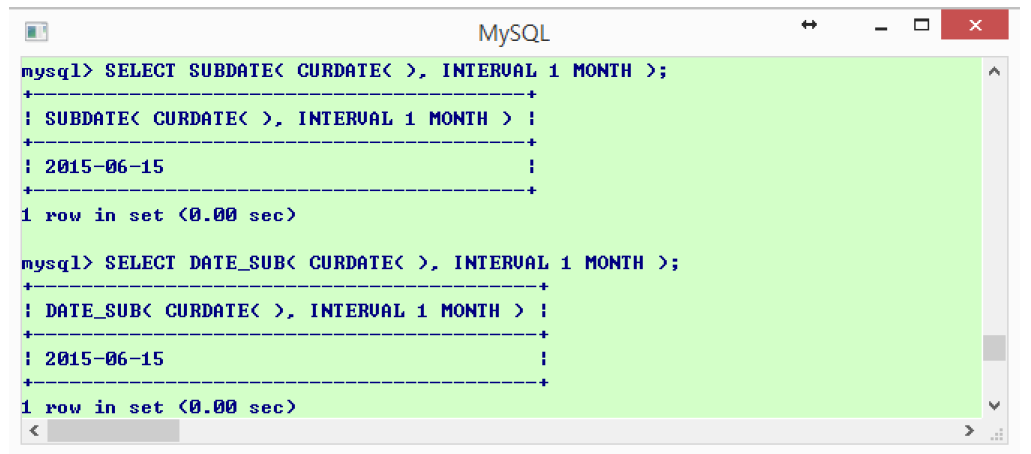 MySQL
mysql> SELECT SUBDATE( CURDATE( ), INTERVAL 1 MONTH );
+------------------------------------------+
| SUBDATE( CURDATE( ), INTERVAL 1 MONTH ) |
+------------------------------------------+
| 2015-06-15                               |
+------------------------------------------+
1 row in set (0.00 sec)
mysql> SELECT DATE_SUB( CURDATE( ), INTERVAL 1 MONTH );
+-------------------------------------------+
| DATE_SUB( CURDATE( ), INTERVAL 1 MONTH ) |
+-------------------------------------------+
| 2015-06-15                                |
+-------------------------------------------+
1 row in set (0.00 sec)